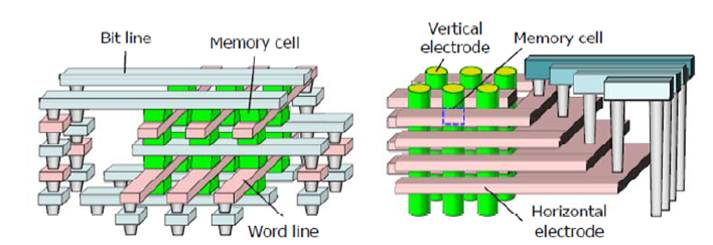 Bit line
Memory cell
Word line
Vertical
electrode
Memory cell
Horizontal
electrode